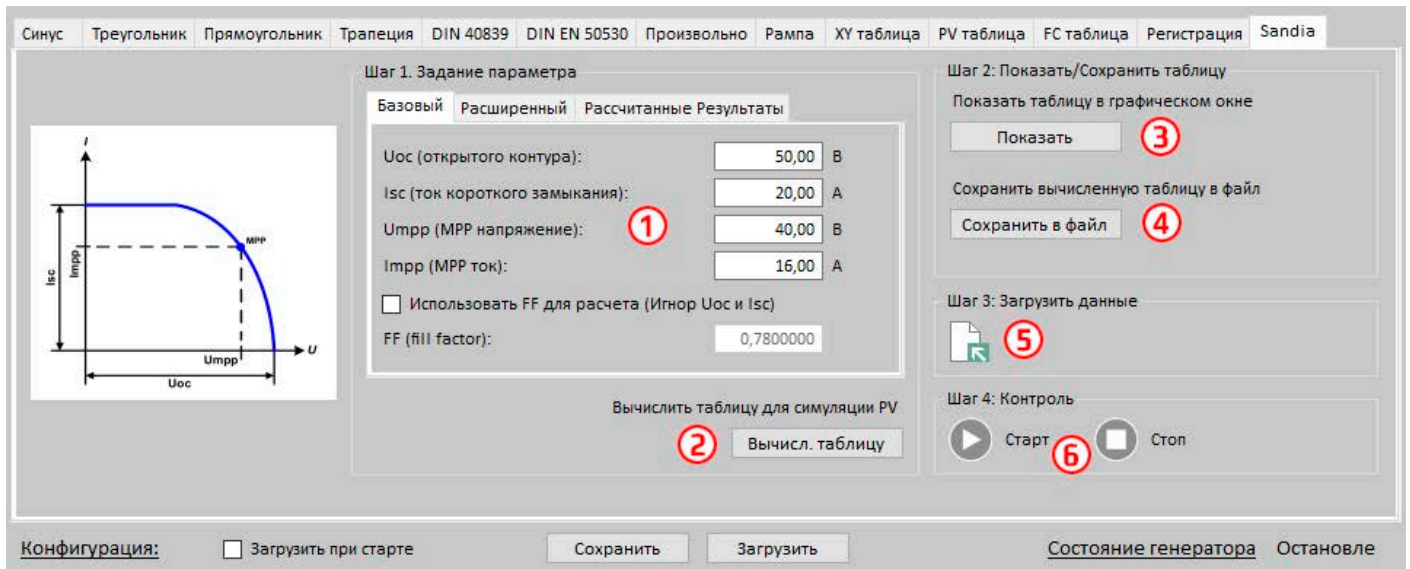 Синус Треугольник Прямоугольник Трапеция DIN 40839 DIN EN 50530 Произвольно Рампа XY таблица PV таблица FC таблица Регистрация Sandia
Шаг 1. Задание параметра
Базовый Расширенный Рассчитанные Результаты
Uoc (открытого контура): 50,00 В
Isc (ток короткого замыкания): 20,00 А
Umpp (MPP напряжение): 40,00 В
Impp (MPP ток): 16,00 А
1
Использовать FF для расчета (Игнор Uoc и Isc)
FF (fill factor): 0,7800000
Вычислить таблицу для симуляции PV
2 Вычисл. таблицу
I
MPP
Isc
Impp
Umpp
U
Uoc
Шаг 2: Показать/Сохранить таблицу
Показать таблицу в графическом окне
Показать 3
Сохранить вычисленную таблицу в файл
Сохранить в файл 4
Шаг 3: Загрузить данные
5
Шаг 4: Контроль
Старт 6 Стоп
Конфигурация: Загрузить при старте Сохранить Загрузить Состояние генератора Остановле